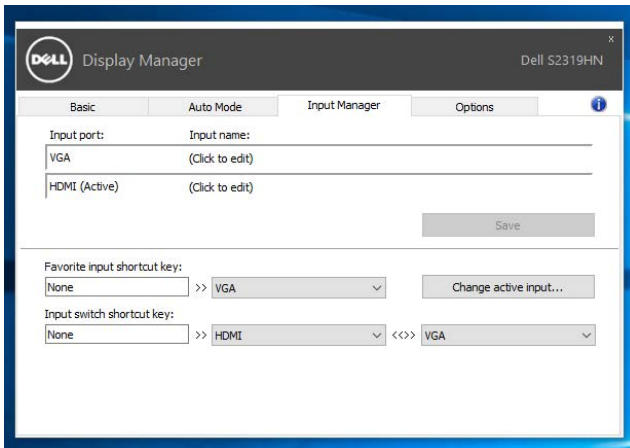 DELL Display Manager Dell S2319HN x
Basic Auto Mode Input Manager Options i
Input port: Input name:
VGA (Click to edit)
HDMI (Active) (Click to edit)
Save
Favorite input shortcut key:
None >> VGA Change active input...
Input switch shortcut key:
None >> HDMI <<>> VGA